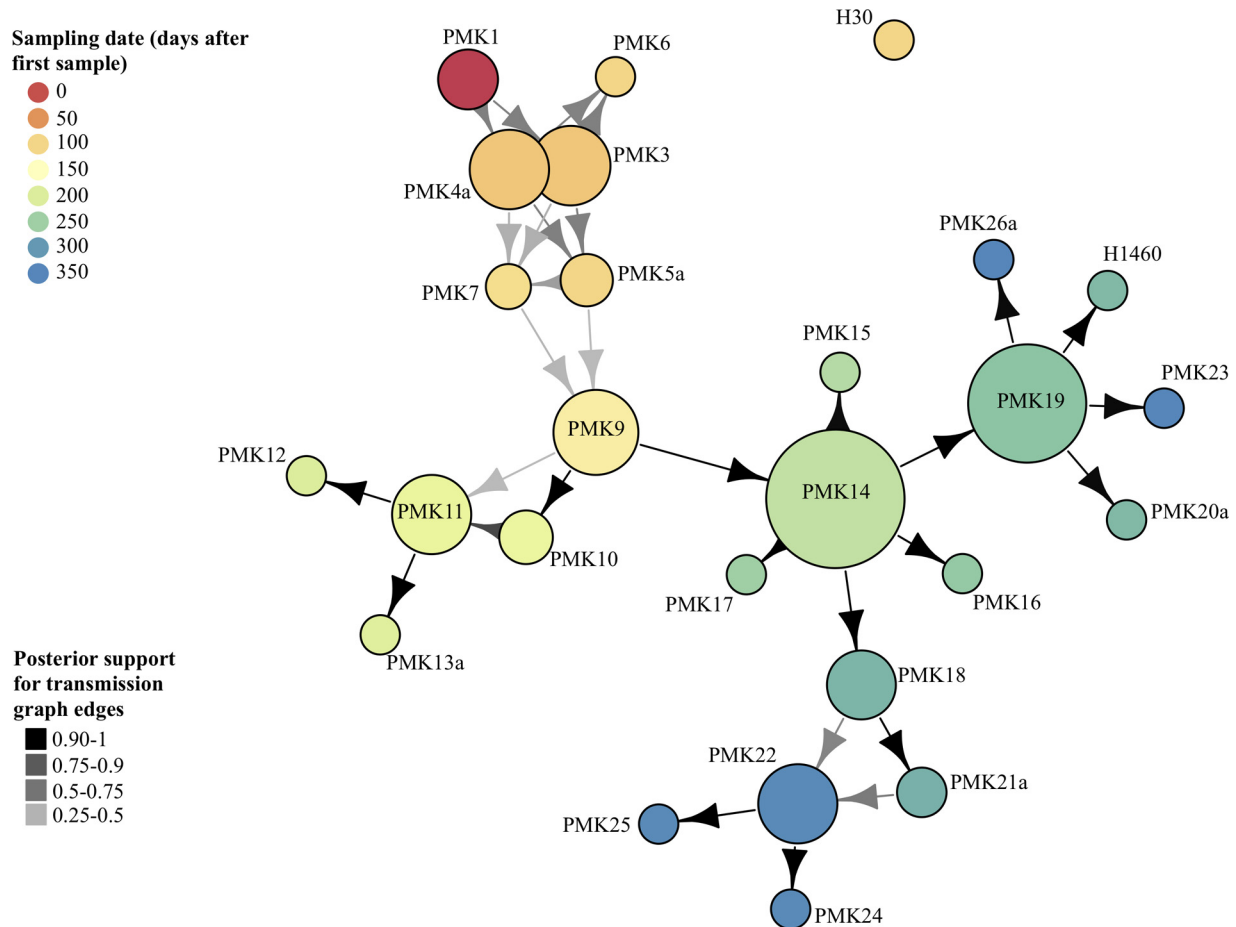 H30
Sampling date (days after
first sample)
0
50
100
150
200
250
300
350
PMK1
PMK6
PMK3
PMK4a
PMK7
PMK5a
PMK26a
H1460
PMK15
PMK23
PMK19
PMK9
PMK12
PMK14
PMK11
PMK20a
PMK10
PMK17
PMK16
PMK13a
PMK18
Posterior support
for transmission
graph edges
0.90-1
0.75-0.9
0.5-0.75
0.25-0.5
PMK22
PMK21a
PMK25
PMK24